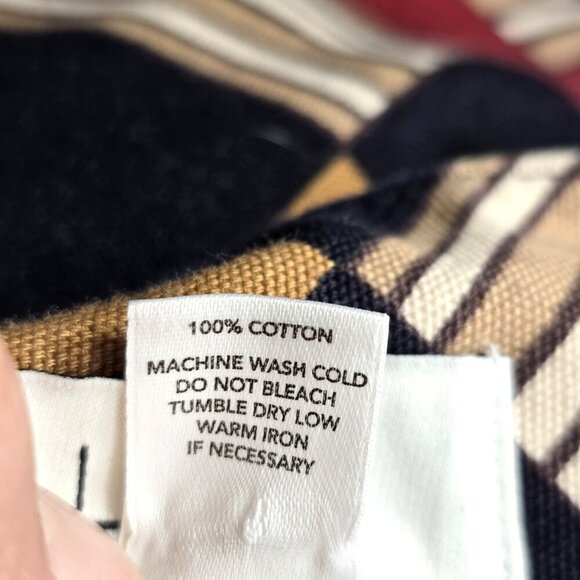 100% COTTON
MACHINE WASH COLD
DO NOT BLEACH
TUMBLE DRY LOW
WARM IRON
IF NECESSARY